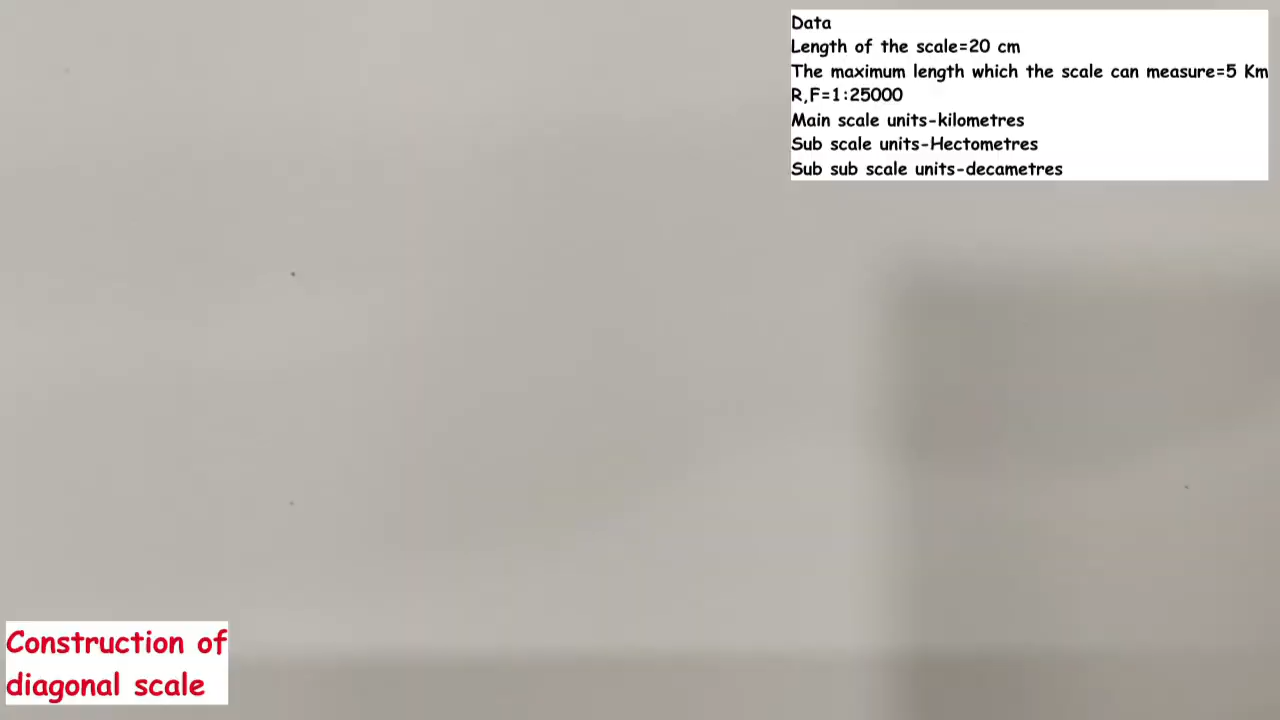 Data
Length of the scale=20 cm
The maximum length which the scale can measure=5 Km
R,F=1:25000
Main scale units-kilometres
Sub scale units-Hectometres
Sub sub scale units-decametres
Construction of
diagonal scale